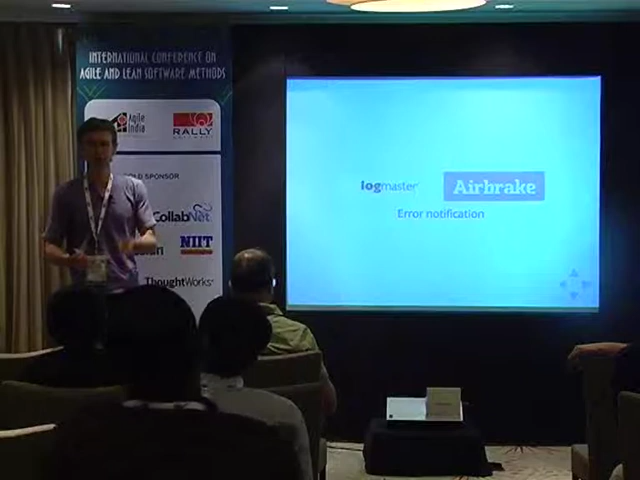 INTERNATIONAL CONFERENCE ON
AGILE AND LEAN SOFTWARE METHODS
Agile
India
RALLY
SPONSOR
CollabNet
NIIT
ThoughtWorks
logmaster
Airbrake
Error notification